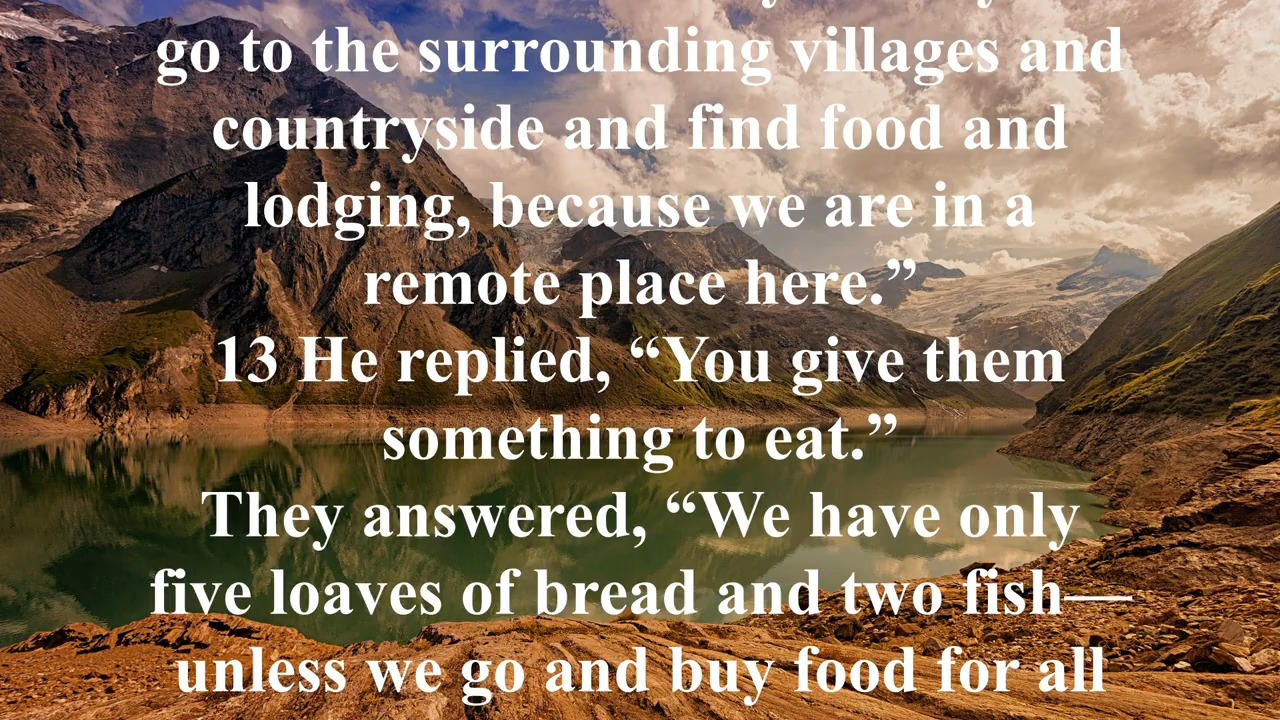 go to the surrounding villages and
countryside and find food and
lodging, because we are in a
remote place here.”
13 He replied, “You give them
something to eat.”
They answered, “We have only
five loaves of bread and two fish—
unless we go and buy food for all